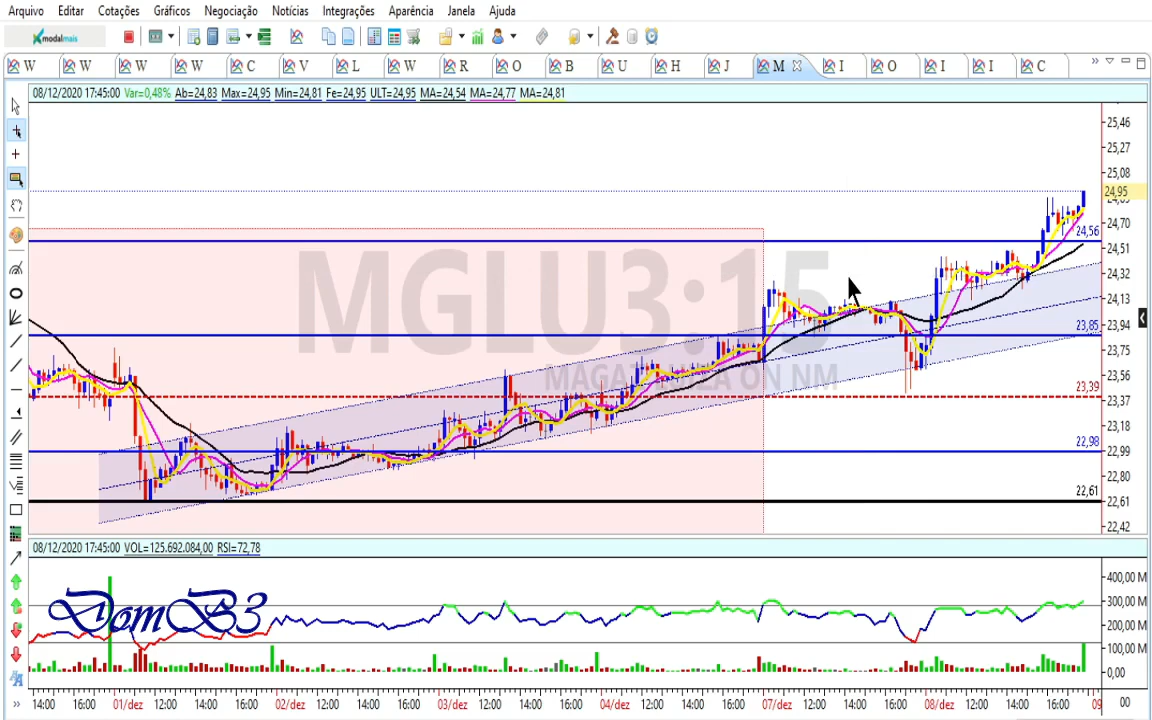 Arquivo Editar Cotações Gráficos Negociação Notícias Integrações Aparência Janela Ajuda
modalmais
W W W W C V L W R O B U H J M I O I I C
08/12/2020 17:45:00 Var=0,48% Ab=24,83 Max=24,95 Min=24,81 Fe=24,95 ULT=24,95 MA=24,54 MA=24,77 MA=24,81
MGLU3:15
MAGAZ LUIZA ON NM
25,46
25,27
25,08
24,95
24,70
24,56
24,51
24,32
24,13
23,94
23,85
23,75
23,56
23,39
23,37
23,18
22,98
22,99
22,80
22,61
22,61
22,42
08/12/2020 17:45:00 VOL=125.692.084,00 RSI=72,78
DomB3
400,00 M
300,00 M
200,00 M
100,00 M
0,00
14:00 16:00 01/dez 12:00 14:00 16:00 02/dez 12:00 14:00 16:00 03/dez 12:00 14:00 16:00 04/dez 12:00 14:00 16:00 07/dez 12:00 14:00 16:00 08/dez 12:00 14:00 16:00 09 00